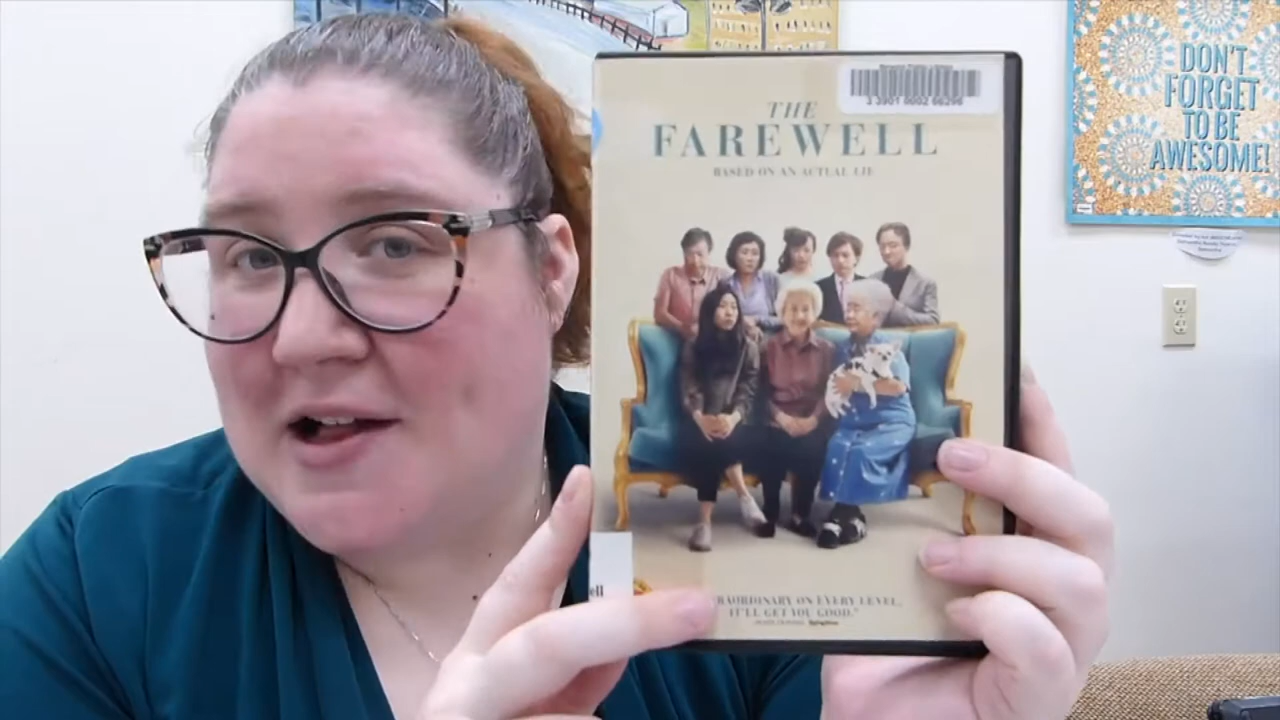 THE
FAREWELL
BASED ON AN ACTUAL LIE
3 3901 0002 66296
ell
RAORDINARY ON EVERY LEVEL.
IT'LL GET YOU GOOD."
DON'T
FORGET
TO BE
AWESOME!